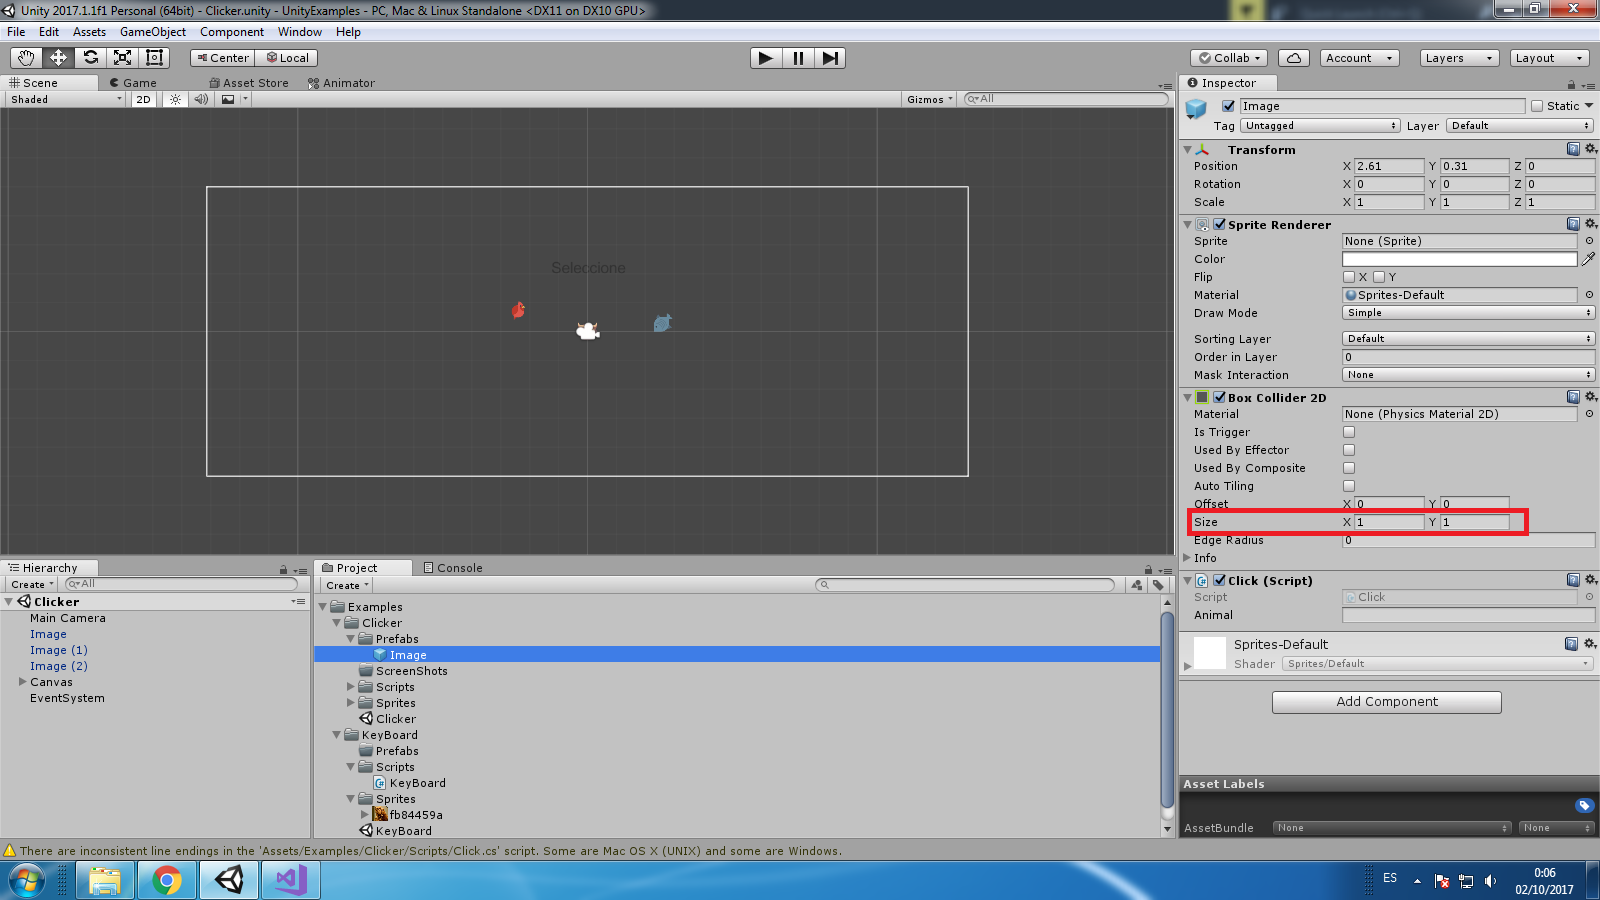 Unity 2017.1.1f1 Personal (64bit) - Clicker.unity - UnityExamples - PC, Mac & Linux Standalone <DX11 on DX10 GPU>
File Edit Assets GameObject Component Window Help
Center Local Collab Account Layers Layout
Scene Game Asset Store Animator
Shaded 2D Gizmos All
Seleccione
Inspector
Image Static
Tag Untagged Layer Default
Transform
Position X 2.61 Y 0.31 Z 0
Rotation X 0 Y 0 Z 0
Scale X 1 Y 1 Z 1
Sprite Renderer
Sprite None (Sprite)
Color
Flip X Y
Material Sprites-Default
Draw Mode Simple
Sorting Layer Default
Order in Layer 0
Mask Interaction None
Box Collider 2D
Material None (Physics Material 2D)
Is Trigger
Used By Effector
Used By Composite
Auto Tiling
Offset X 0 Y 0
Size X 1 Y 1
Edge Radius 0
Info
Click (Script)
Script Click
Animal
Sprites-Default
Shader Sprites/Default
Add Component
Asset Labels
AssetBundle None None
Hierarchy
Create All
Clicker
Main Camera
Image
Image (1)
Image (2)
Canvas
EventSystem
Project Console
Create
Examples
Clicker
Prefabs
Image
ScreenShots
Scripts
Sprites
Clicker
KeyBoard
Prefabs
Scripts
KeyBoard
Sprites
fb84459a
KeyBoard
There are inconsistent line endings in the 'Assets/Examples/Clicker/Scripts/Click.cs' script. Some are Mac OS X (UNIX) and some are Windows.
ES
0:06
02/10/2017